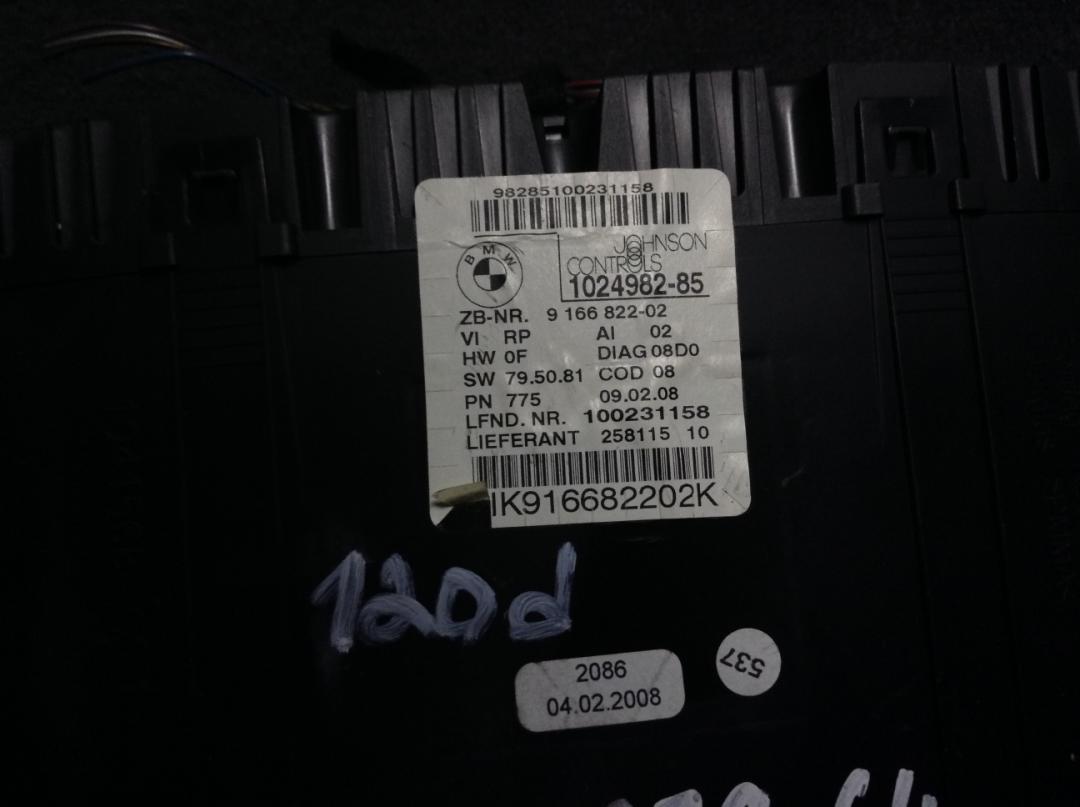 98285100231158
BMW
JOHNSON
CONTROLS
1024982-85
ZB-NR. 9 166 822-02
VI RP AI 02
HW 0F DIAG 08D0
SW 79.50.81 COD 08
PN 775 09.02.08
LFND. NR. 100231158
LIEFERANT 258115 10
IK916682202K
120d
537
2086
04.02.2008